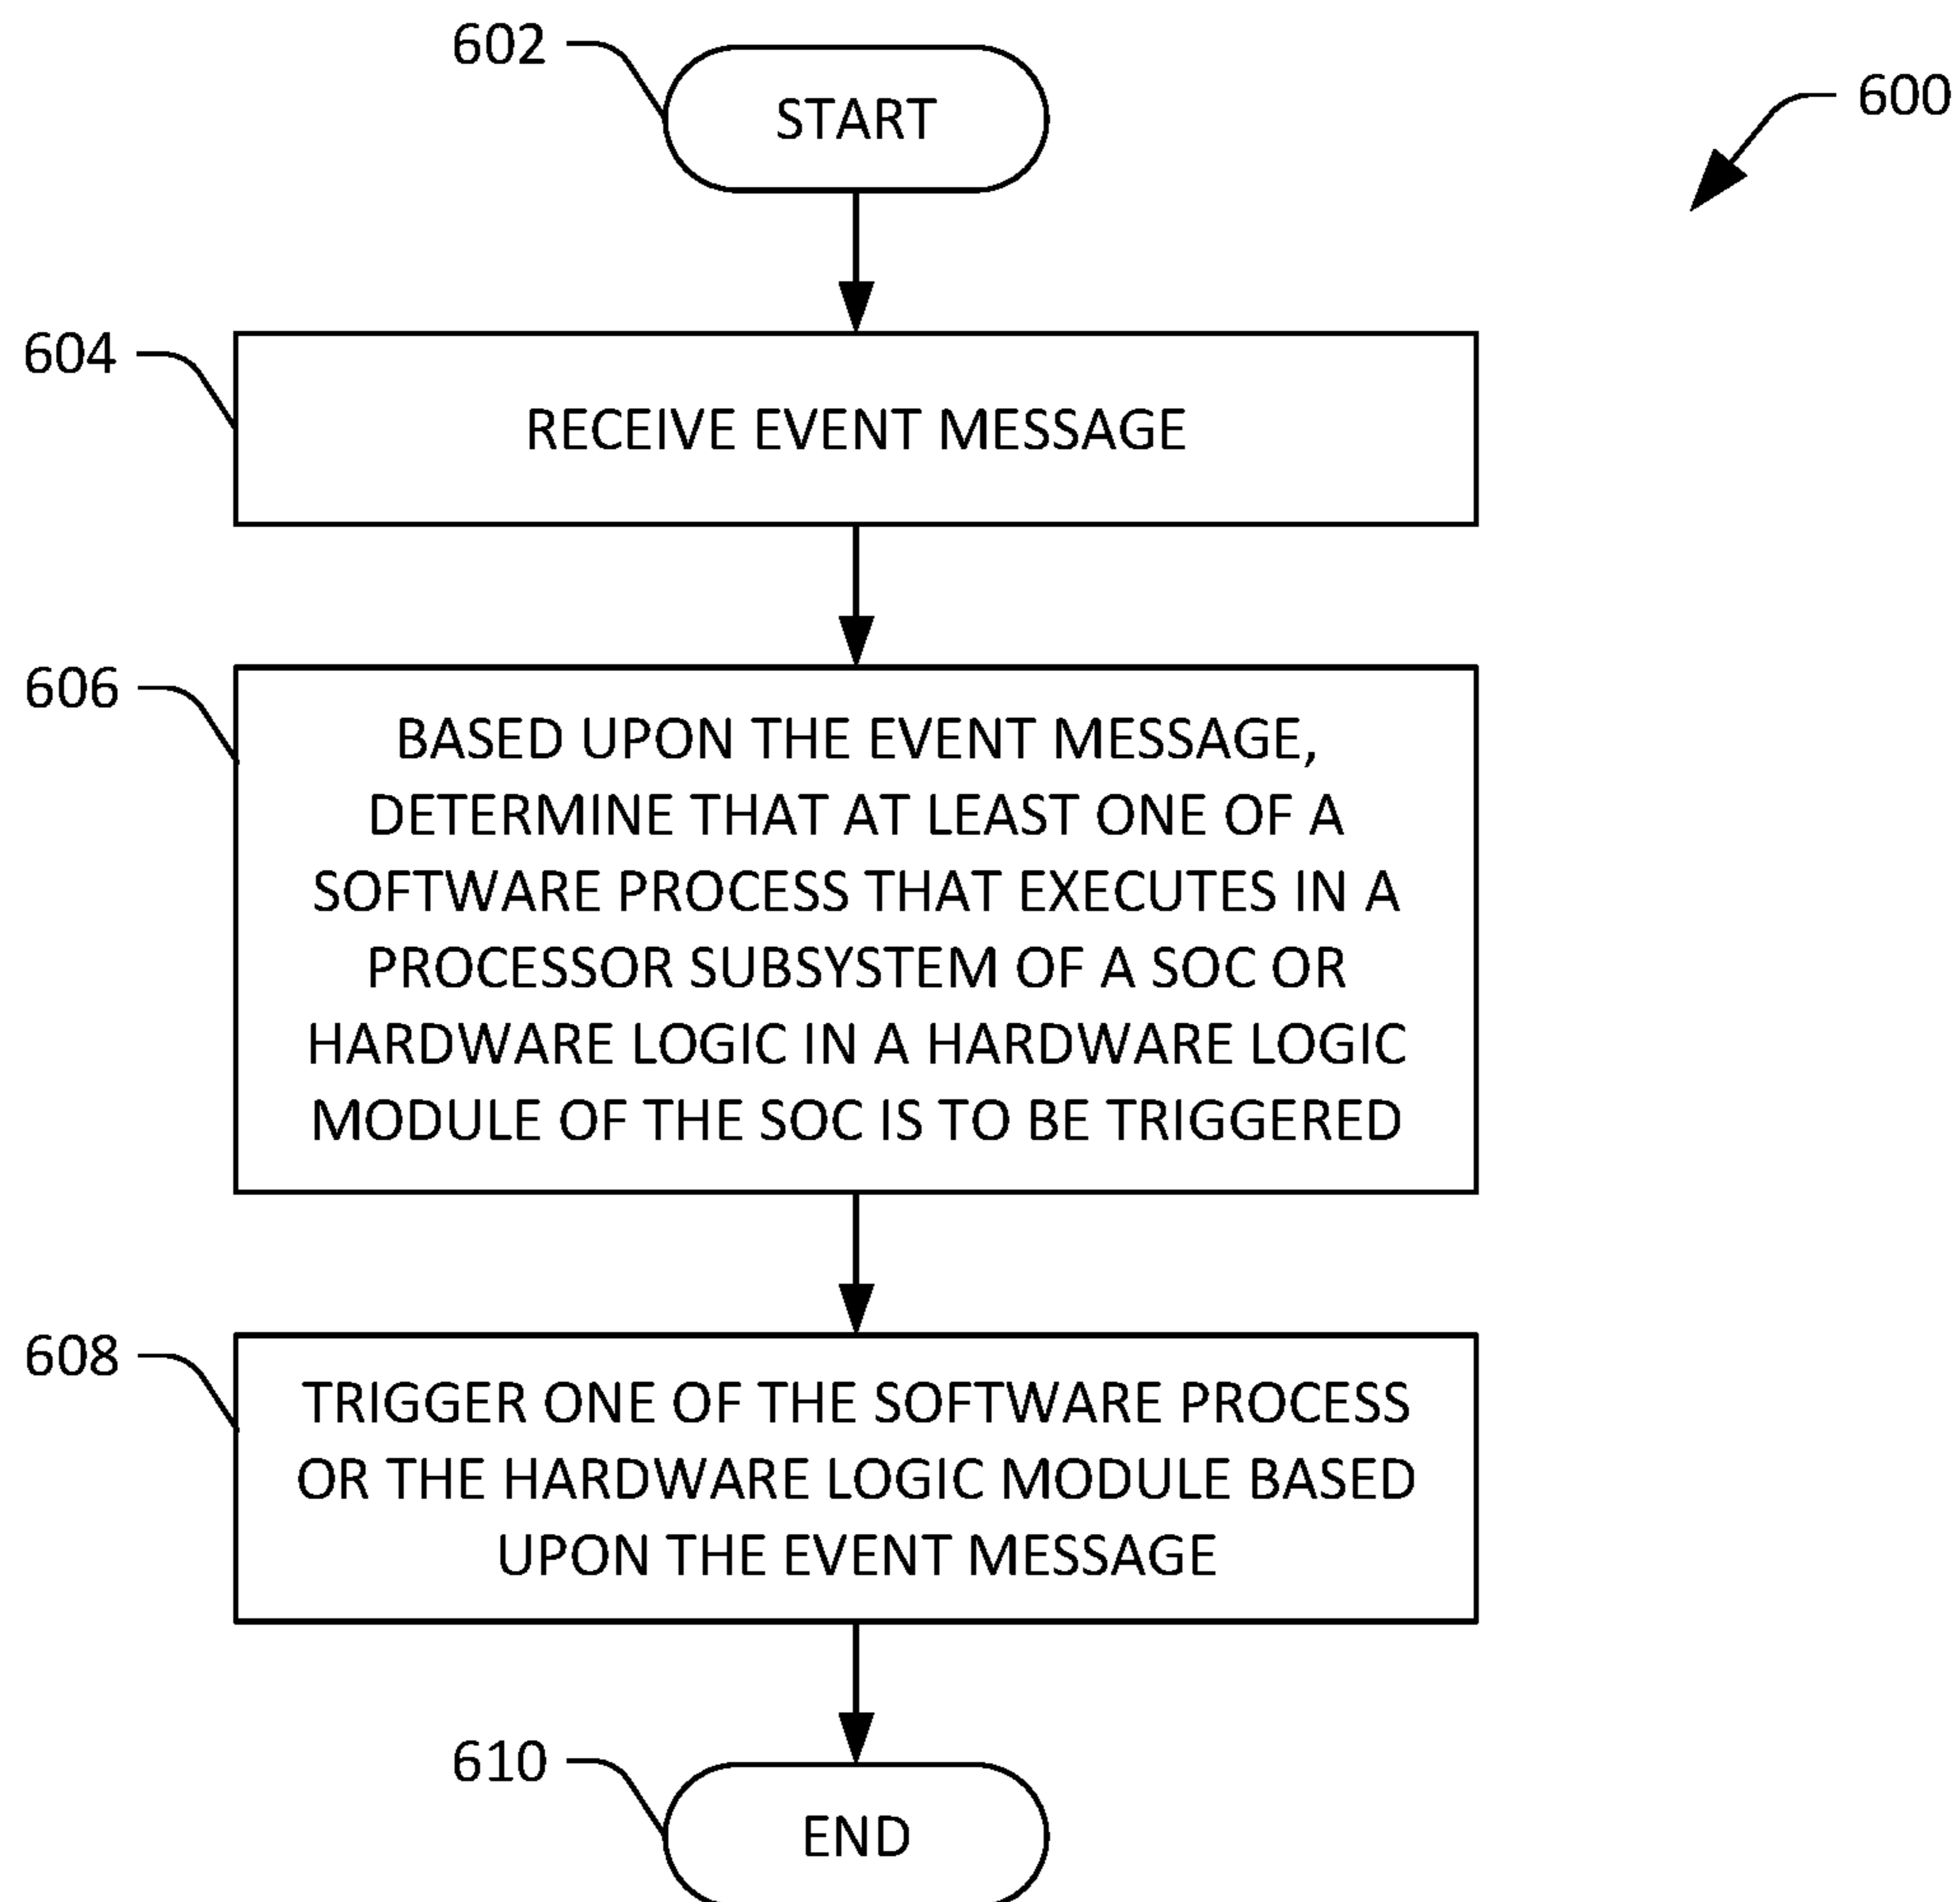 602
START
600
604
RECEIVE EVENT MESSAGE
606
BASED UPON THE EVENT MESSAGE,
DETERMINE THAT AT LEAST ONE OF A
SOFTWARE PROCESS THAT EXECUTES IN A
PROCESSOR SUBSYSTEM OF A SOC OR
HARDWARE LOGIC IN A HARDWARE LOGIC
MODULE OF THE SOC IS TO BE TRIGGERED
608
TRIGGER ONE OF THE SOFTWARE PROCESS
OR THE HARDWARE LOGIC MODULE BASED
UPON THE EVENT MESSAGE
610
END